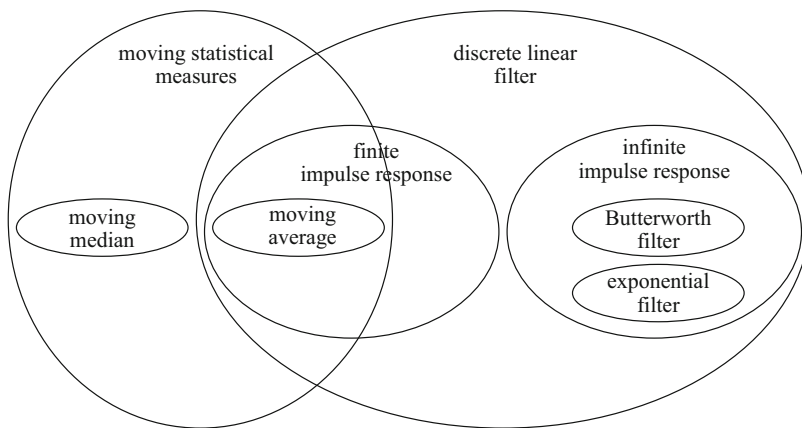 moving statistical
measures
discrete linear
filter
finite
impulse response
infinite
impulse response
moving
median
moving
average
Butterworth
filter
exponential
filter